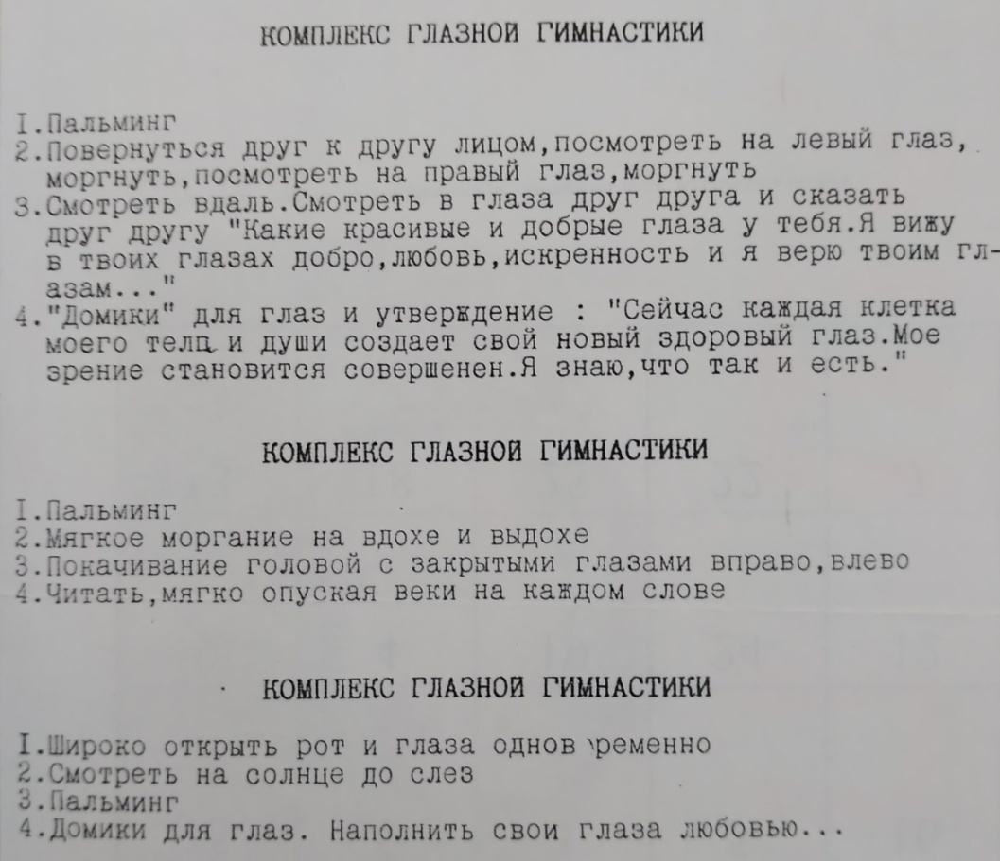 КОМПЛЕКС ГЛАЗНОЙ ГИМНАСТИКИ
1.Пальминг
2.Повернуться друг к другу лицом,посмотреть на левый глаз,
моргнуть,посмотреть на правый глаз,моргнуть
3.Смотреть вдаль.Смотреть в глаза друг друга и сказать
друг другу "Какие красивые и добрые глаза у тебя.Я вижу
в твоих глазах добро,любовь,искренность и я верю твоим гл-
азам..."
4."Домики" для глаз и утверждение : "Сейчас каждая клетка
моего тела и души создает свой новый здоровый глаз.Мое
зрение становится совершенен.Я знаю,что так и есть."
КОМПЛЕКС ГЛАЗНОЙ ГИМНАСТИКИ
1.Пальминг
2.Мягкое моргание на вдохе и выдохе
3.Покачивание головой с закрытыми глазами вправо,влево
4.Читать,мягко опуская веки на каждом слове
КОМПЛЕКС ГЛАЗНОЙ ГИМНАСТИКИ
1.Широко открыть рот и глаза одновременно
2.Смотреть на солнце до слез
3.Пальминг
4.Домики для глаз. Наполнить свои глаза любовью...